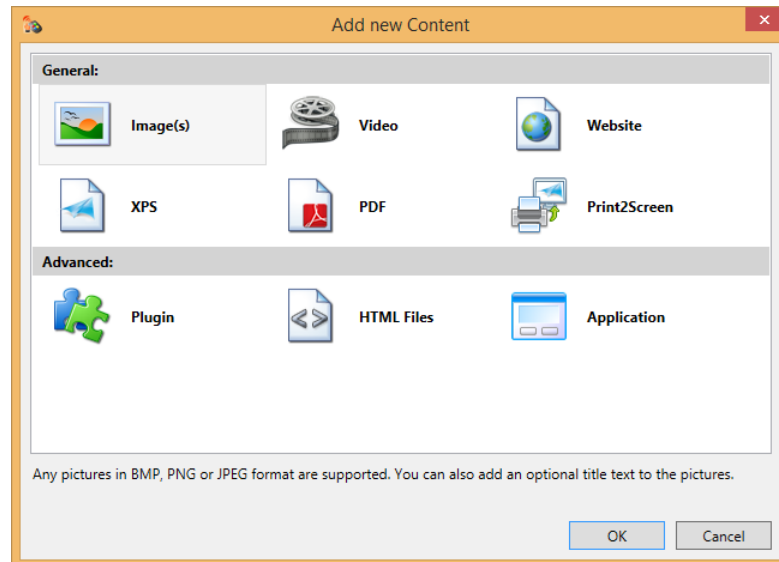 Add new Content
General:
Image(s) Video Website
XPS PDF Print2Screen
Advanced:
Plugin HTML Files Application
Any pictures in BMP, PNG or JPEG format are supported. You can also add an optional title text to the pictures.
OK Cancel